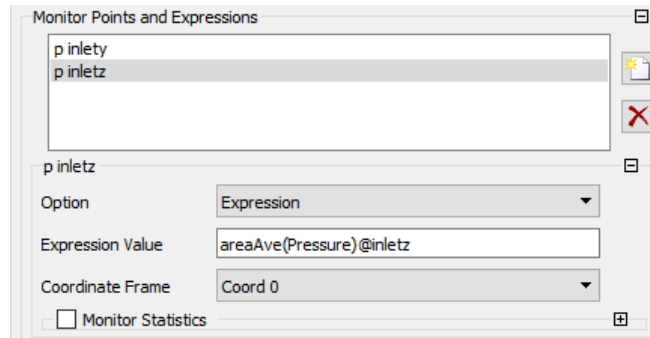 Monitor Points and Expressions
p inlety
p inletz
p inletz
Option Expression
Expression Value areaAve(Pressure)@inletz
Coordinate Frame Coord 0
Monitor Statistics